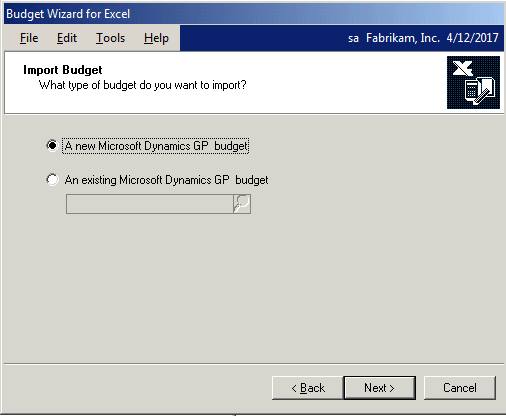 Budget Wizard for Excel
File Edit Tools Help sa Fabrikam, Inc. 4/12/2017
Import Budget
What type of budget do you want to import?
A new Microsoft Dynamics GP budget
An existing Microsoft Dynamics GP budget
< Back Next > Cancel